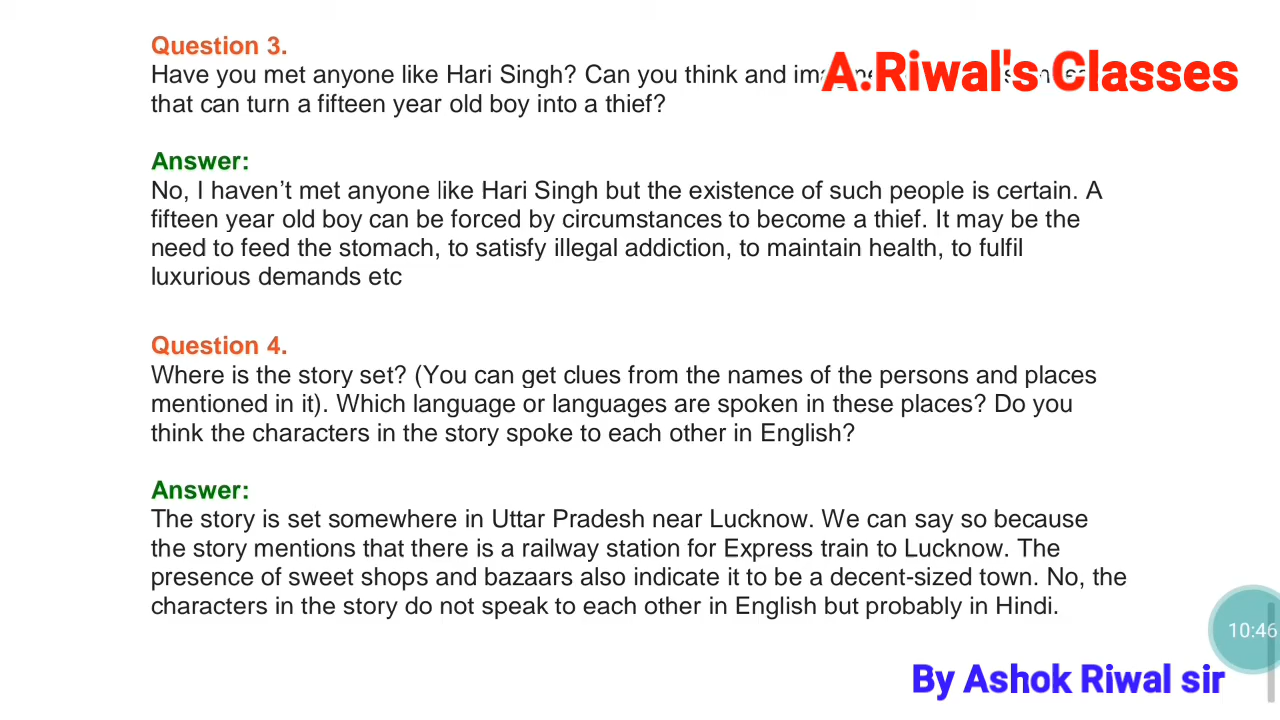 Question 3.
A.Riwal's Classes
Have you met anyone like Hari Singh? Can you think and
that can turn a fifteen year old boy into a thief?
Answer:
No, I haven’t met anyone like Hari Singh but the existence of such people is certain. A
fifteen year old boy can be forced by circumstances to become a thief. It may be the
need to feed the stomach, to satisfy illegal addiction, to maintain health, to fulfil
luxurious demands etc
Question 4.
Where is the story set? (You can get clues from the names of the persons and places
mentioned in it). Which language or languages are spoken in these places? Do you
think the characters in the story spoke to each other in English?
Answer:
The story is set somewhere in Uttar Pradesh near Lucknow. We can say so because
the story mentions that there is a railway station for Express train to Lucknow. The
presence of sweet shops and bazaars also indicate it to be a decent-sized town. No, the
characters in the story do not speak to each other in English but probably in Hindi.
10:46
By Ashok Riwal sir